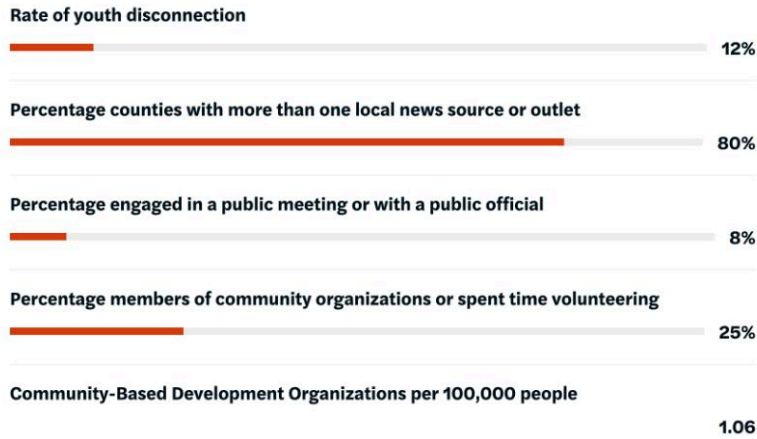 Rate of youth disconnection
12%
Percentage counties with more than one local news source or outlet
80%
Percentage engaged in a public meeting or with a public official
8%
Percentage members of community organizations or spent time volunteering
25%
Community-Based Development Organizations per 100,000 people
1.06